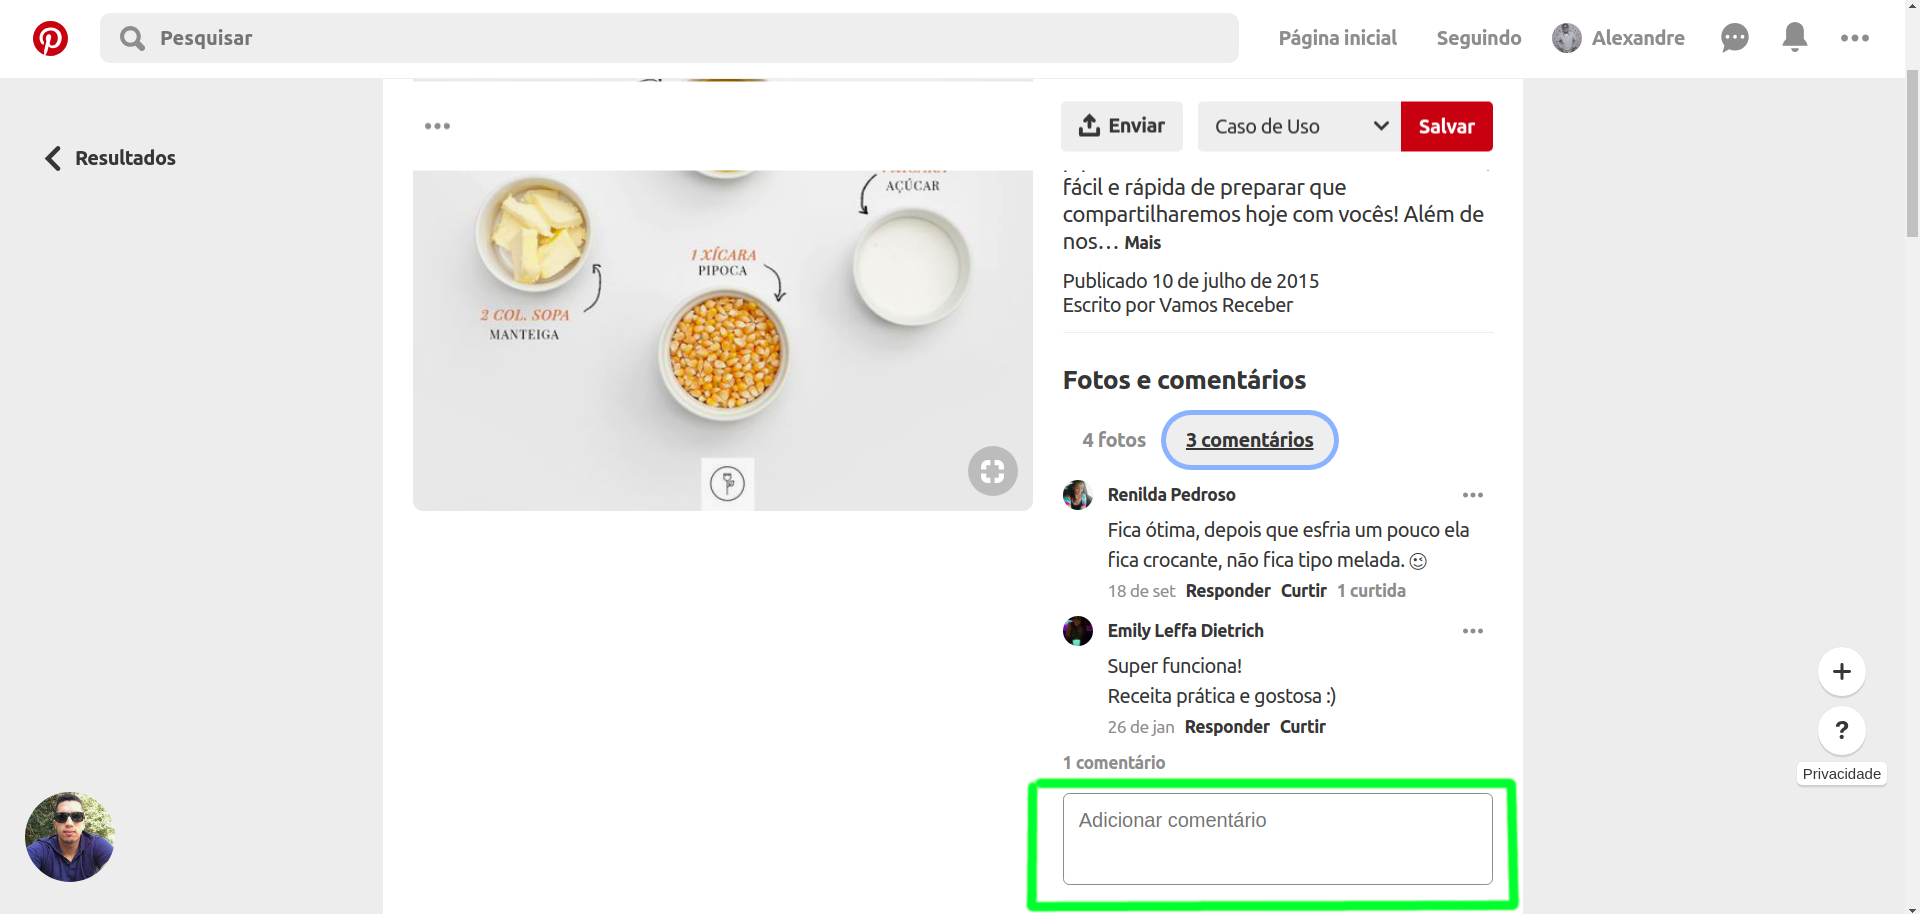 Pesquisar
Página inicial
Seguindo
Alexandre
Resultados
Enviar
Caso de Uso
Salvar
AÇÚCAR
1 XÍCARA
PIPOCA
2 COL. SOPA
MANTEIGA
fácil e rápida de preparar que
compartilharemos hoje com vocês! Além de
nos… Mais
Publicado 10 de julho de 2015
Escrito por Vamos Receber
Fotos e comentários
4 fotos
3 comentários
Renilda Pedroso
Fica ótima, depois que esfria um pouco ela
fica crocante, não fica tipo melada. 😉
18 de set Responder Curtir 1 curtida
Emily Leffa Dietrich
Super funciona!
Receita prática e gostosa :)
26 de jan Responder Curtir
1 comentário
Adicionar comentário
+
?
Privacidade